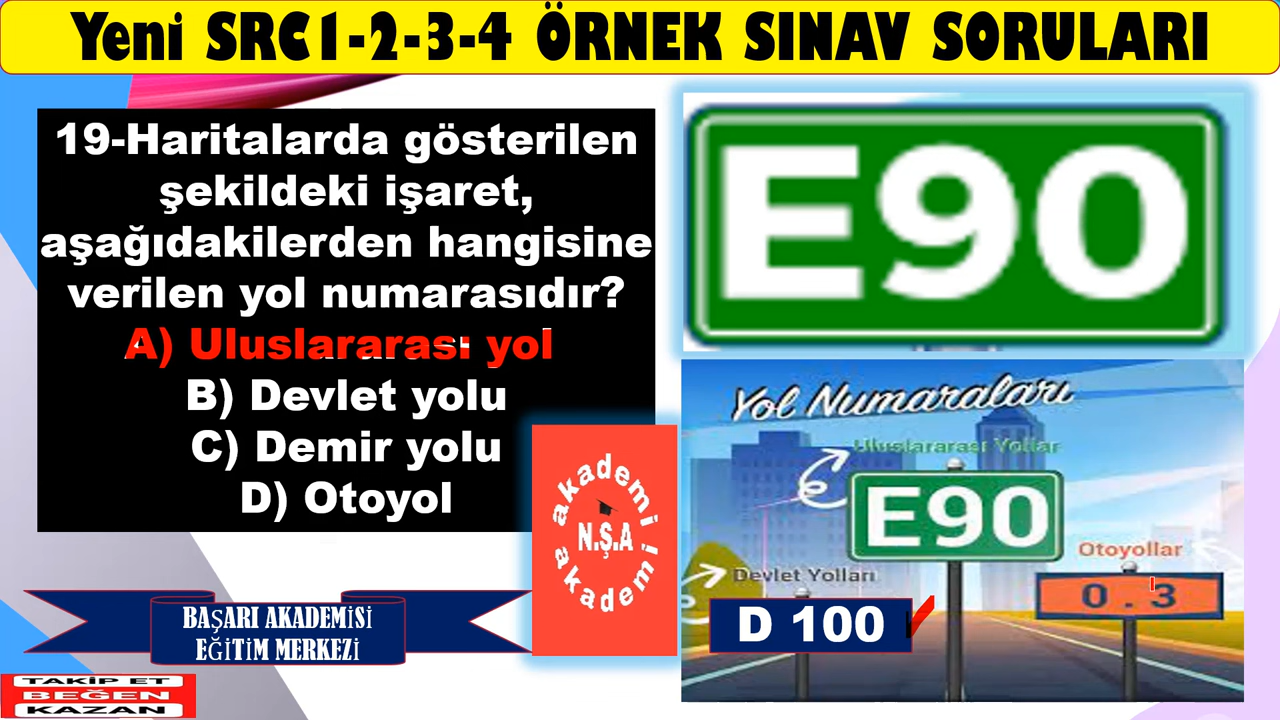 Yeni SRC1-2-3-4 ÖRNEK SINAV SORULARI
19-Haritalarda gösterilen
şekildeki işaret,
aşağıdakilerden hangisine
verilen yol numarasıdır?
A) Uluslararası yol
B) Devlet yolu
C) Demir yolu
D) Otoyol
E90
Yol Numaraları
Uluslararası Yollar
E90
Otoyollar
0 . 3
Devlet Yolları
D 100
akademi
N.Ş.A
akademi
BAŞARI AKADEMİSİ
EĞİTİM MERKEZİ
TAKİP ET
BEĞEN
KAZAN